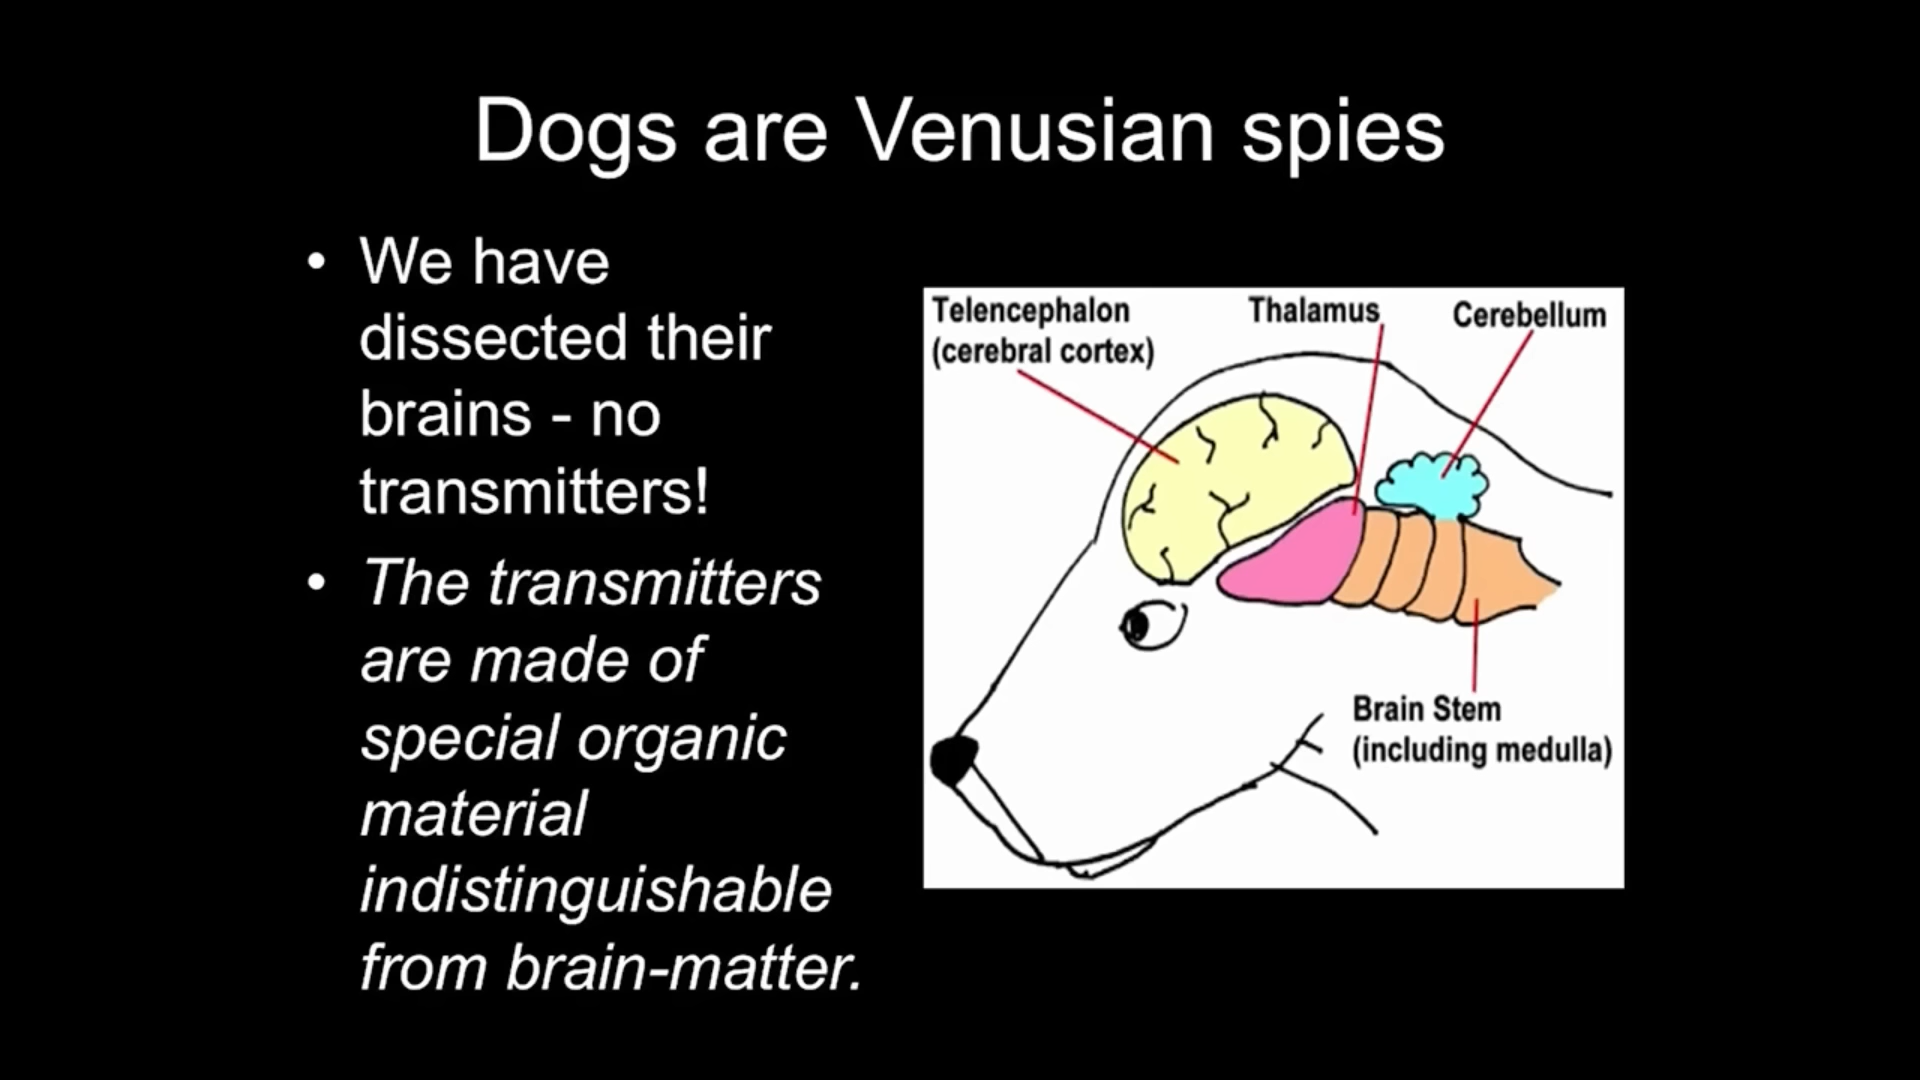 Dogs are Venusian spies
• We have
dissected their
brains - no
transmitters!
• The transmitters
are made of
special organic
material
indistinguishable
from brain-matter.
Telencephalon
(cerebral cortex)
Thalamus
Cerebellum
Brain Stem
(including medulla)